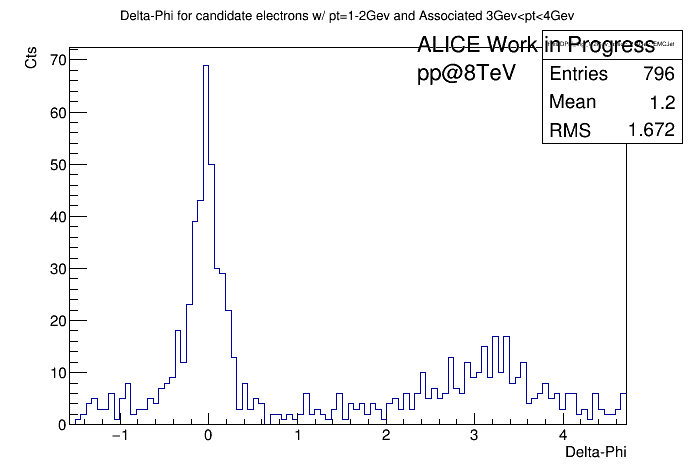 Delta-Phi for candidate electrons w/ pt=1-2Gev and Associated 3Gev<pt<4Gev
Cts
ALICE Work in Progress
pp@8TeV
Entries 796
Mean 1.2
RMS 1.672
70
60
50
40
30
20
10
0
−1 0 1 2 3 4
Delta-Phi